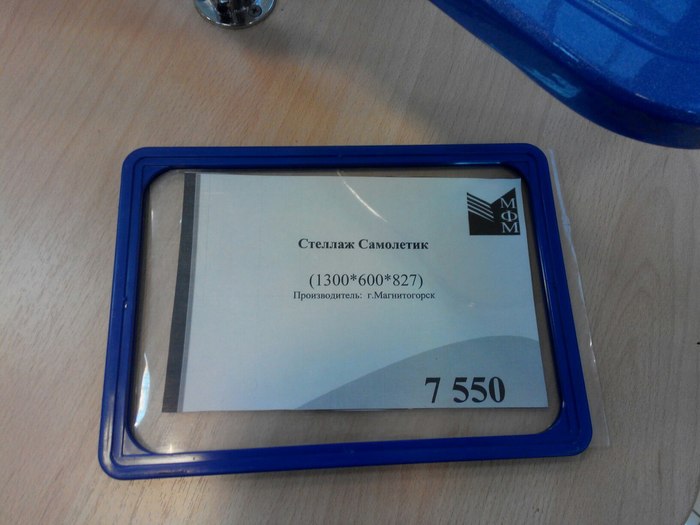 МФМ
Стеллаж Самолетик
(1300*600*827)
Производитель: г.Магнитогорск
7 550